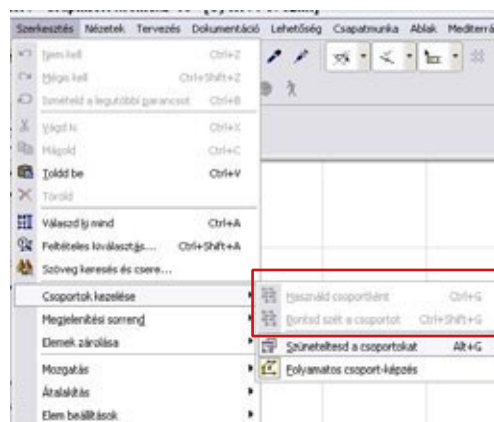 Szerkesztés Nézetek Tervezés Dokumentáció Lehetőség Csapatmunka Ablak Mediterrá
Nem kell Ctrl+Z
Mégis kell Ctrl+Shift+Z
Ismételd a legutóbbi parancsot Ctrl+B
Vágd ki Ctrl+X
Másold Ctrl+C
Toldd be Ctrl+V
Töröld
Válaszd ki mind Ctrl+A
Feltételes kiválasztás... Ctrl+Shift+A
Szöveg keresés és csere...
Csoportok kezelése
Használd csoportként Ctrl+G
Megjelenítési sorrend
Bontsd szét a csoportot Ctrl+Shift+G
Elemek zárolása
Szüneteltesd a csoportokat Alt+G
Folyamatos csoport-képzés
Mozgatás
Átalakítás
Elem beállítások